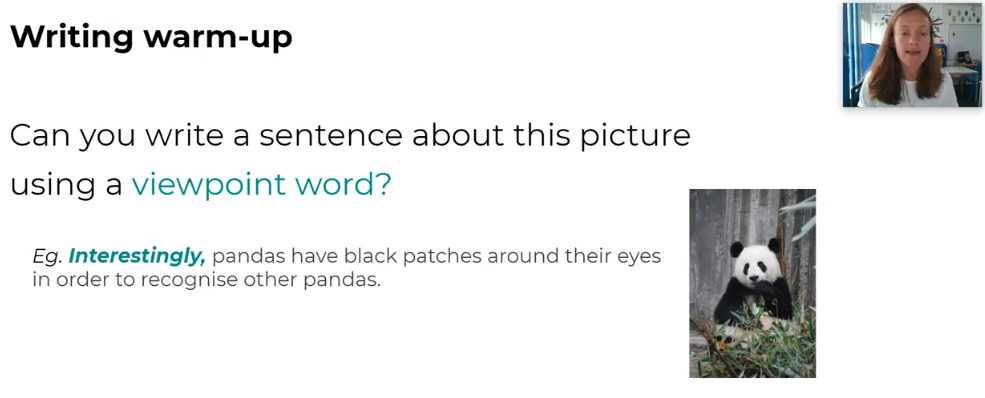 Writing warm-up
Can you write a sentence about this picture
using a viewpoint word?
Eg. Interestingly, pandas have black patches around their eyes
in order to recognise other pandas.